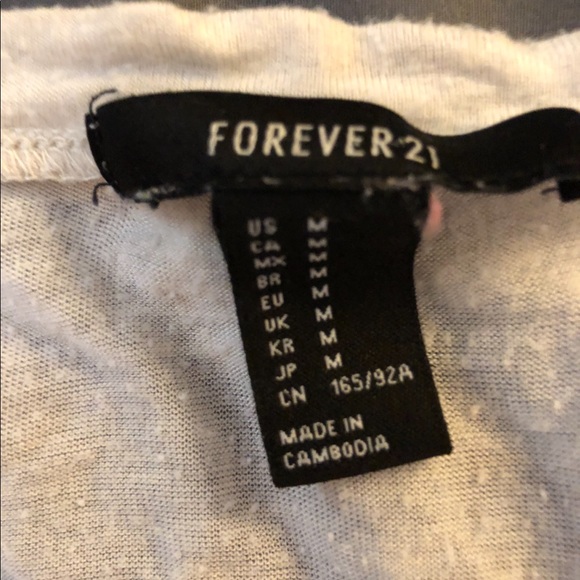 FOREVER 21
US M
CA M
MX M
BR M
EU M
UK M
KR M
JP M
CN 165/92A
MADE IN
CAMBODIA